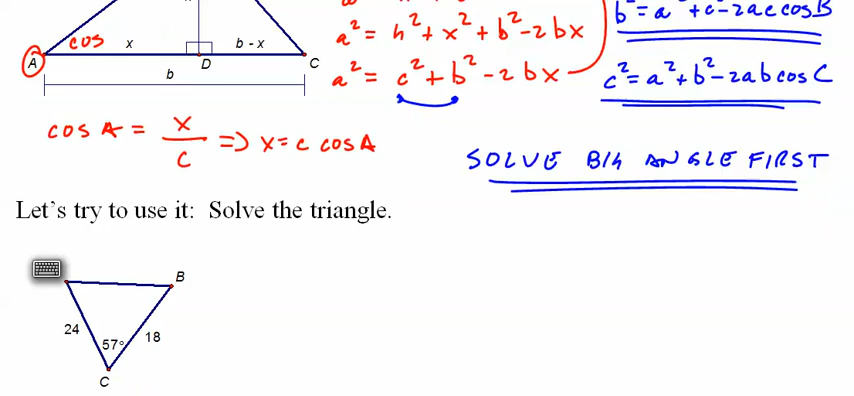 b² = a² + c² - 2ac cos B
cos x b - x
a² = h² + x² + b² - 2bx
A D C
b
a² = c² + b² - 2bx
c² = a² + b² - 2ab cos C
cos A = x/c ⇒ x = c cos A
SOLVE BIG ANGLE FIRST
Let's try to use it: Solve the triangle.
B
24 18
57°
C